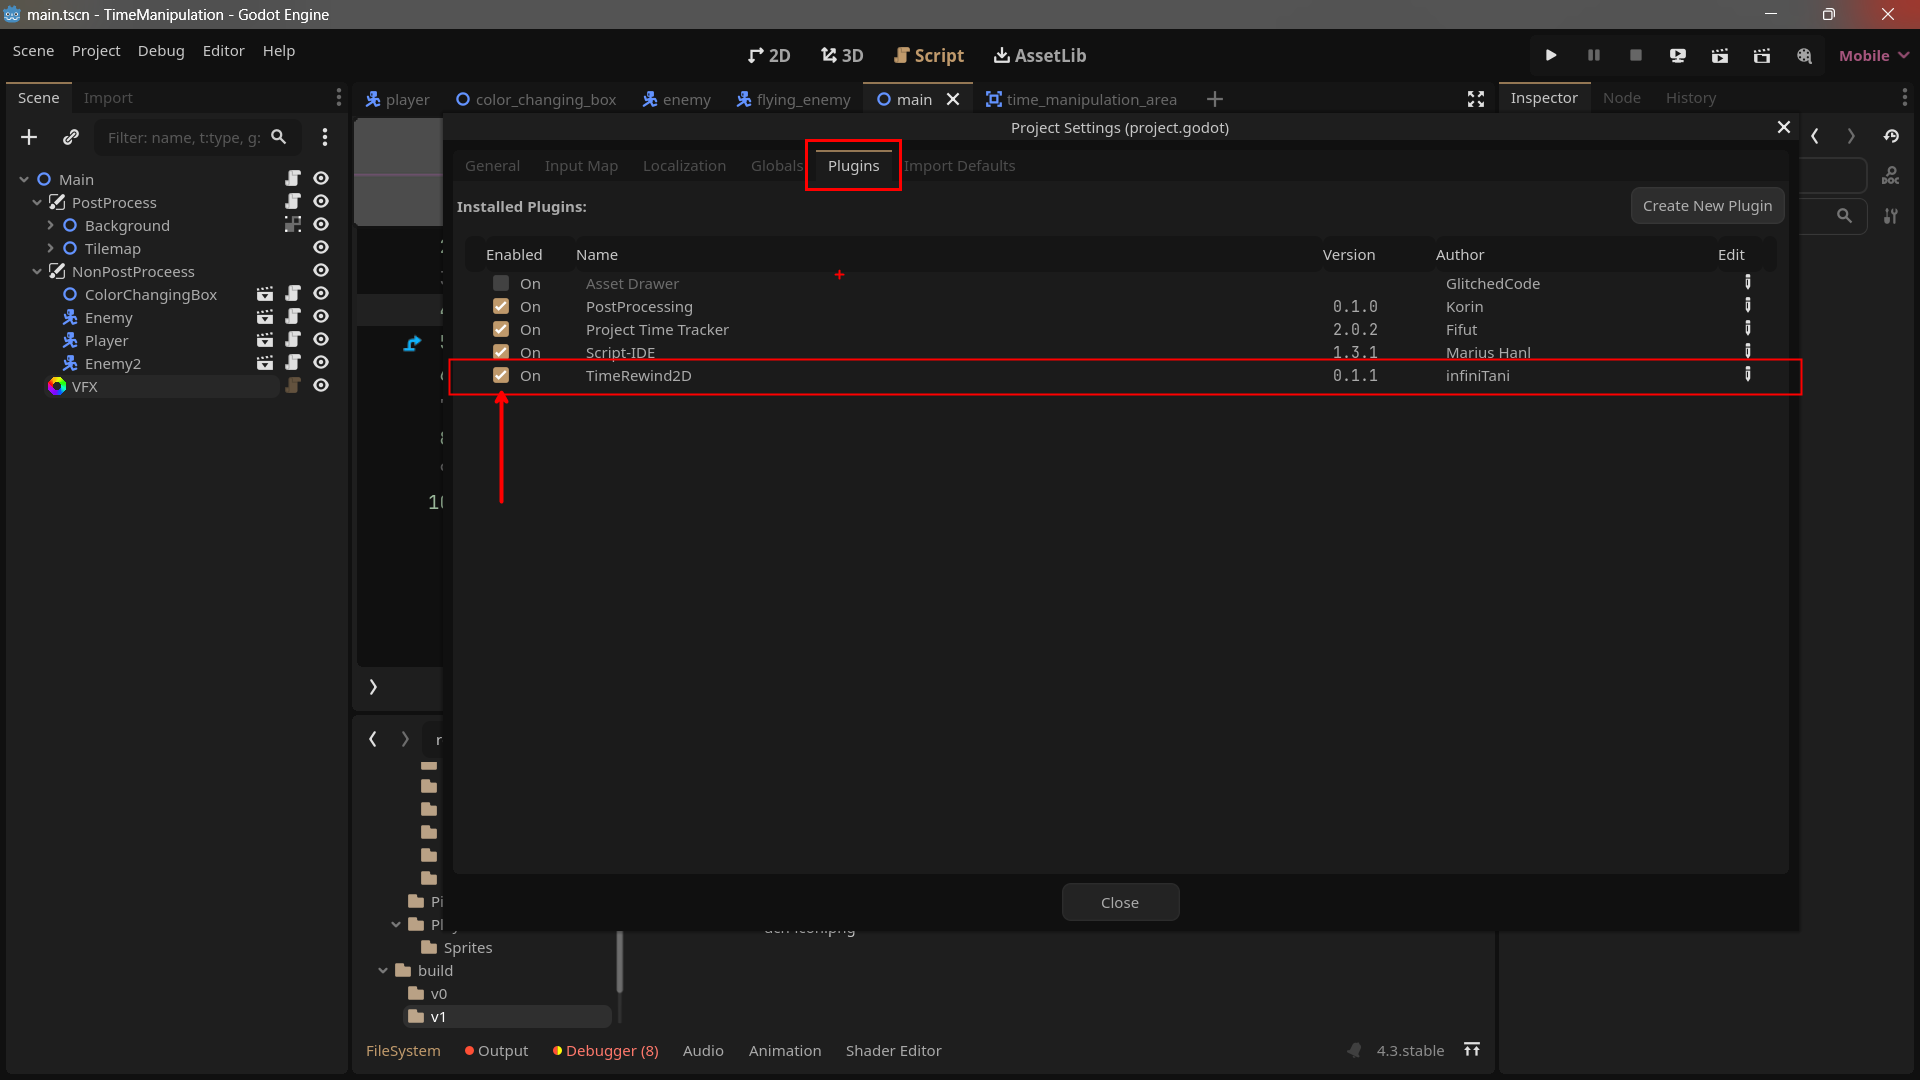 main.tscn - TimeManipulation - Godot Engine
Scene Project Debug Editor Help
2D 3D Script AssetLib
Mobile
Scene Import
player color_changing_box enemy flying_enemy main time_manipulation_area
Inspector Node History
Filter: name, t:type, g:
Project Settings (project.godot)
General Input Map Localization Globals Plugins Import Defaults
Installed Plugins:
Create New Plugin
Enabled Name Version Author Edit
On Asset Drawer GlitchedCode
On PostProcessing 0.1.0 Korin
On Project Time Tracker 2.0.2 Fifut
On Script-IDE 1.3.1 Marius Hanl
On TimeRewind2D 0.1.1 infiniTani
Close
Main
PostProcess
Background
Tilemap
NonPostProceess
ColorChangingBox
Enemy
Player
Enemy2
VFX
DOC
Sprites
build
v0
v1
FileSystem Output Debugger (8) Audio Animation Shader Editor
4.3.stable